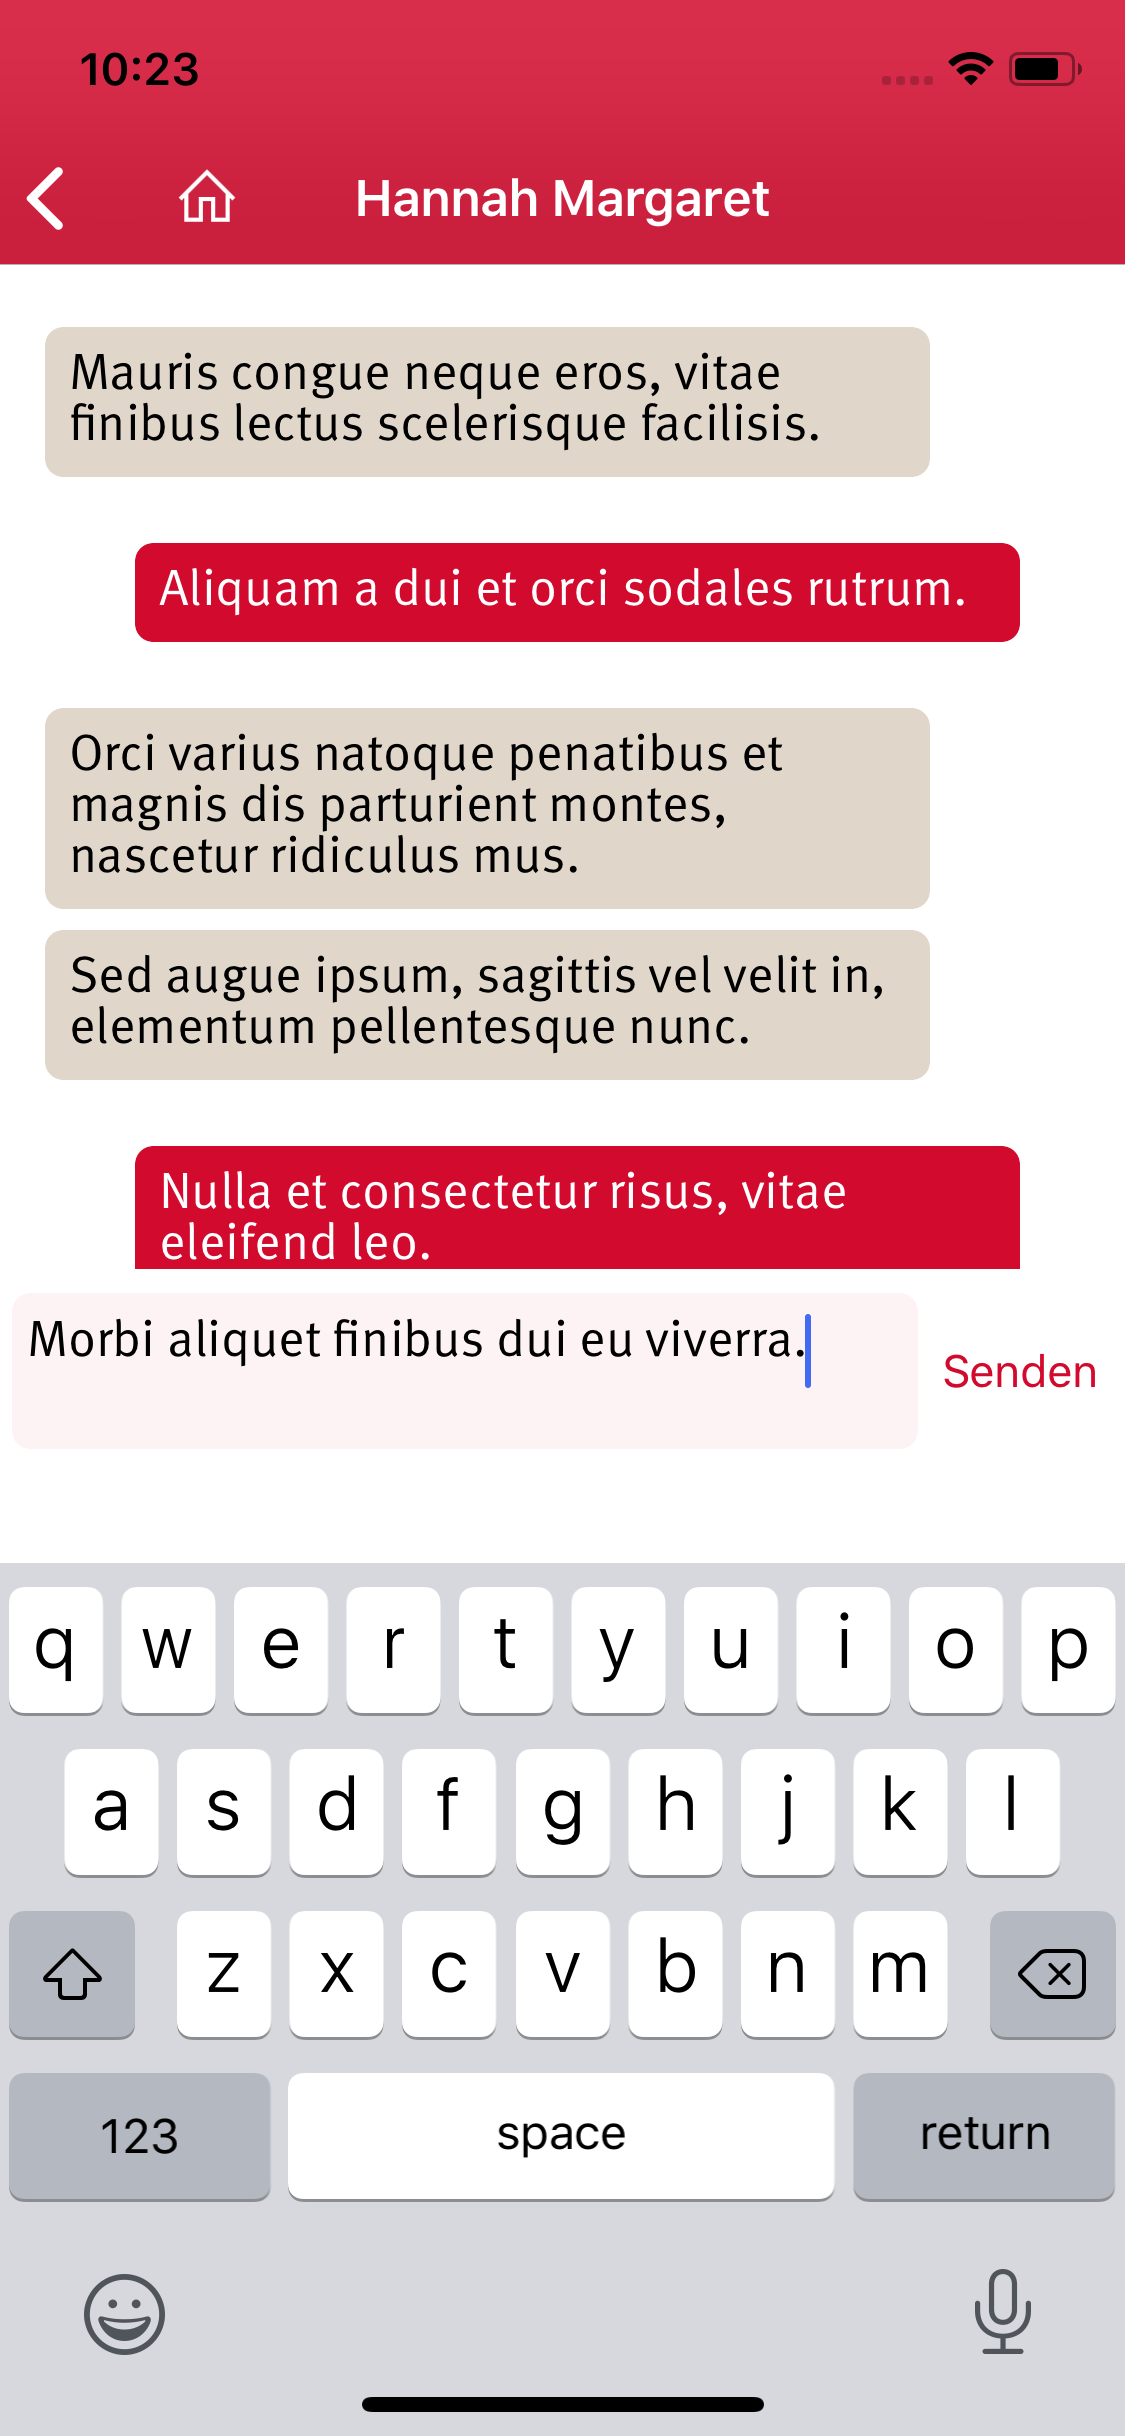 10:23
Hannah Margaret
Mauris congue neque eros, vitae
finibus lectus scelerisque facilisis.
Aliquam a dui et orci sodales rutrum.
Orci varius natoque penatibus et
magnis dis parturient montes,
nascetur ridiculus mus.
Sed augue ipsum, sagittis vel velit in,
elementum pellentesque nunc.
Nulla et consectetur risus, vitae
eleifend leo.
Morbi aliquet finibus dui eu viverra.
Senden
q w e r t y u i o p
a s d f g h j k l
z x c v b n m
123 space return